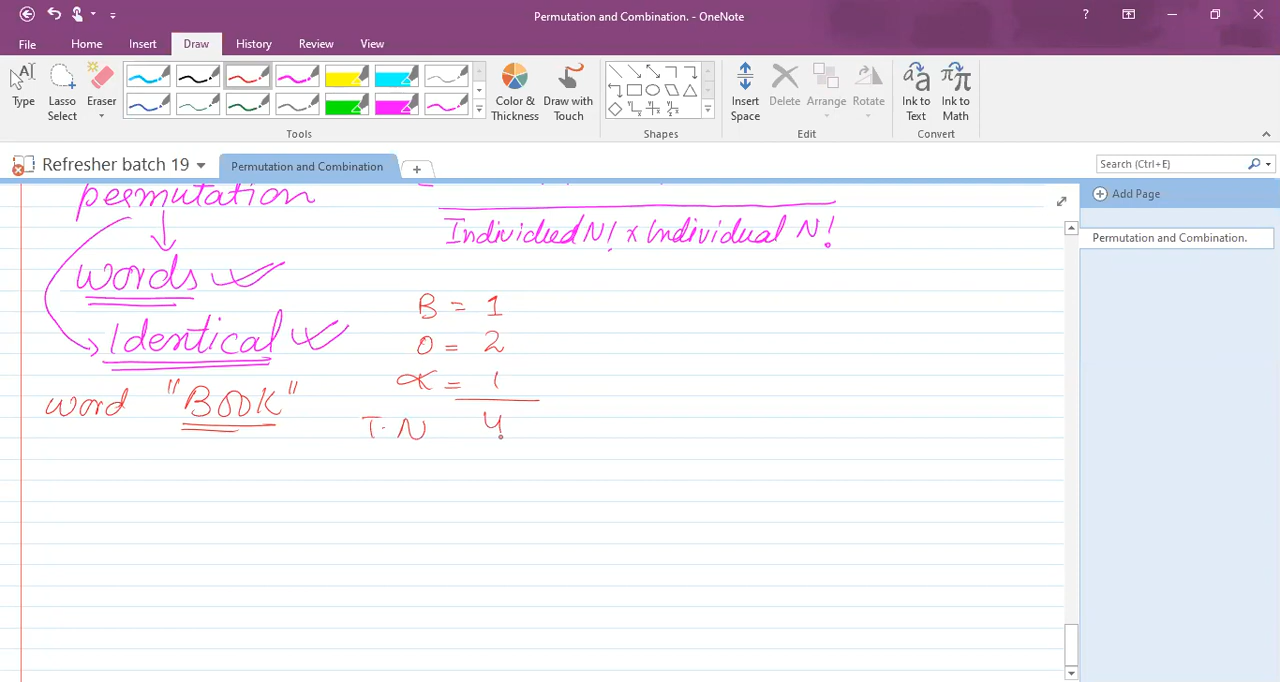 Permutation and Combination. - OneNote
?
File Home Insert Draw History Review View
Type Lasso Select Eraser Color & Thickness Draw with Touch Insert Space Delete Arrange Rotate Ink to Text Ink to Math
Tools Shapes Edit Convert
Refresher batch 19 Permutation and Combination Search (Ctrl+E)
Add Page
Permutation and Combination.
permutation
Individual N! x Individual N!
words
Identical
word "BOOK"
B = 1
O = 2
K = 1
T. N 4